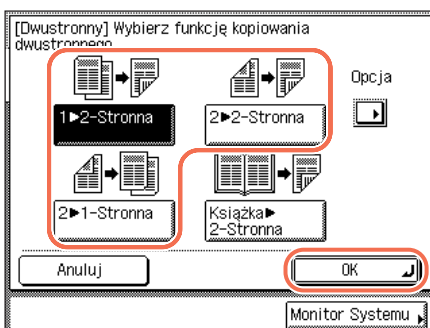 [Dwustronny] Wybierz funkcję kopiowania
dwustronnego
Opcja
1▶2-Stronna
2▶2-Stronna
2▶1-Stronna
Książka▶
2-Stronna
Anuluj
OK
Monitor Systemu